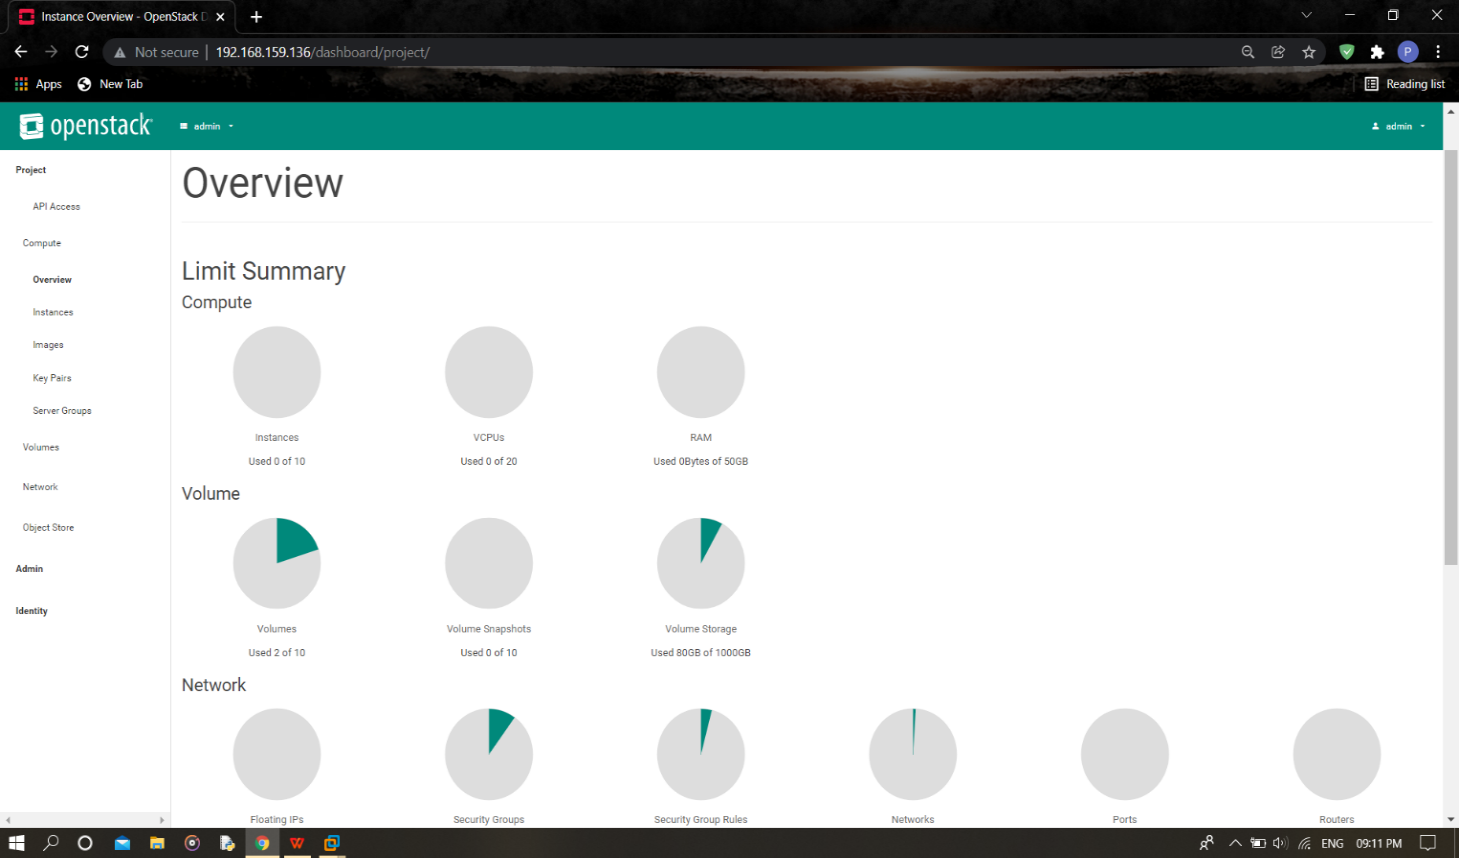 Instance Overview - OpenStack D
Not secure | 192.168.159.136/dashboard/project/
P
Apps
New Tab
Reading list
openstack
admin
admin
Project
API Access
Compute
Overview
Instances
Images
Key Pairs
Server Groups
Volumes
Network
Object Store
Admin
Identity
Overview
Limit Summary
Compute
Instances
VCPUs
RAM
Used 0 of 10
Used 0 of 20
Used 0Bytes of 50GB
Volume
Volumes
Volume Snapshots
Volume Storage
Used 2 of 10
Used 0 of 10
Used 80GB of 1000GB
Network
Floating IPs
Security Groups
Security Group Rules
Networks
Ports
Routers
ENG
09:11 PM